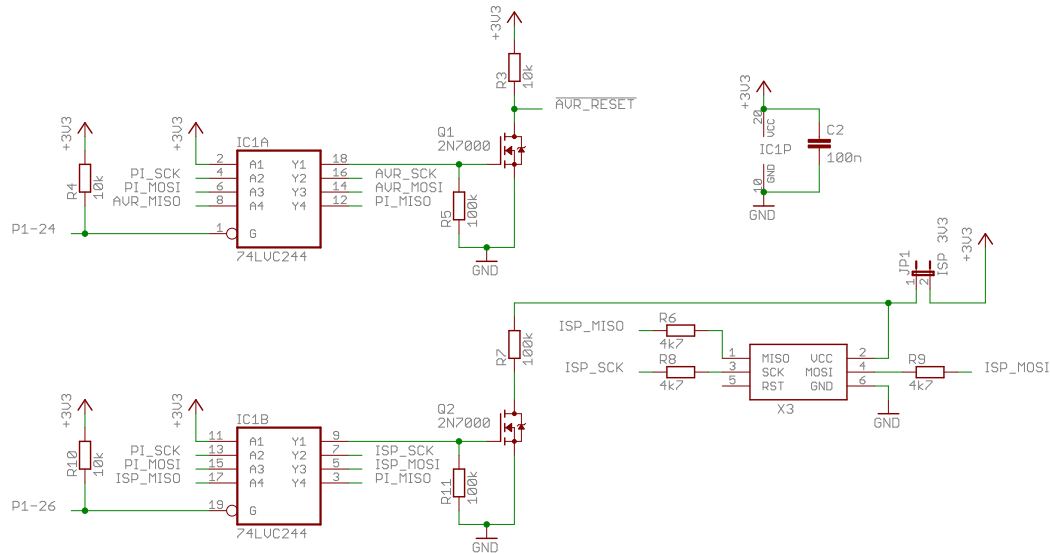 +3V3
R3
10k
AVR_RESET
+3V3
R4
10k
P1-24
+3V3
IC1A
2 A1 Y1 18
4 A2 Y2 16
6 A3 Y3 14
8 A4 Y4 12
1 G
74LVC244
PI_SCK
PI_MOSI
AVR_MISO
AVR_SCK
AVR_MOSI
PI_MISO
Q1
2N7000
R5
100k
GND
+3V3
20
VCC
IC1P
GND
10
GND
C2
100n
JP1
1
2
ISP 3V3
+3V3
ISP_MISO
R6
4k7
ISP_SCK
R8
4k7
1 MISO VCC 2
3 SCK MOSI 4
5 RST GND 6
X3
R9
4k7
ISP_MOSI
GND
R7
100k
+3V3
R10
10k
P1-26
+3V3
IC1B
11 A1 Y1 9
13 A2 Y2 7
15 A3 Y3 5
17 A4 Y4 3
19 G
74LVC244
PI_SCK
PI_MOSI
ISP_MISO
ISP_SCK
ISP_MOSI
PI_MISO
Q2
2N7000
R11
100k
GND